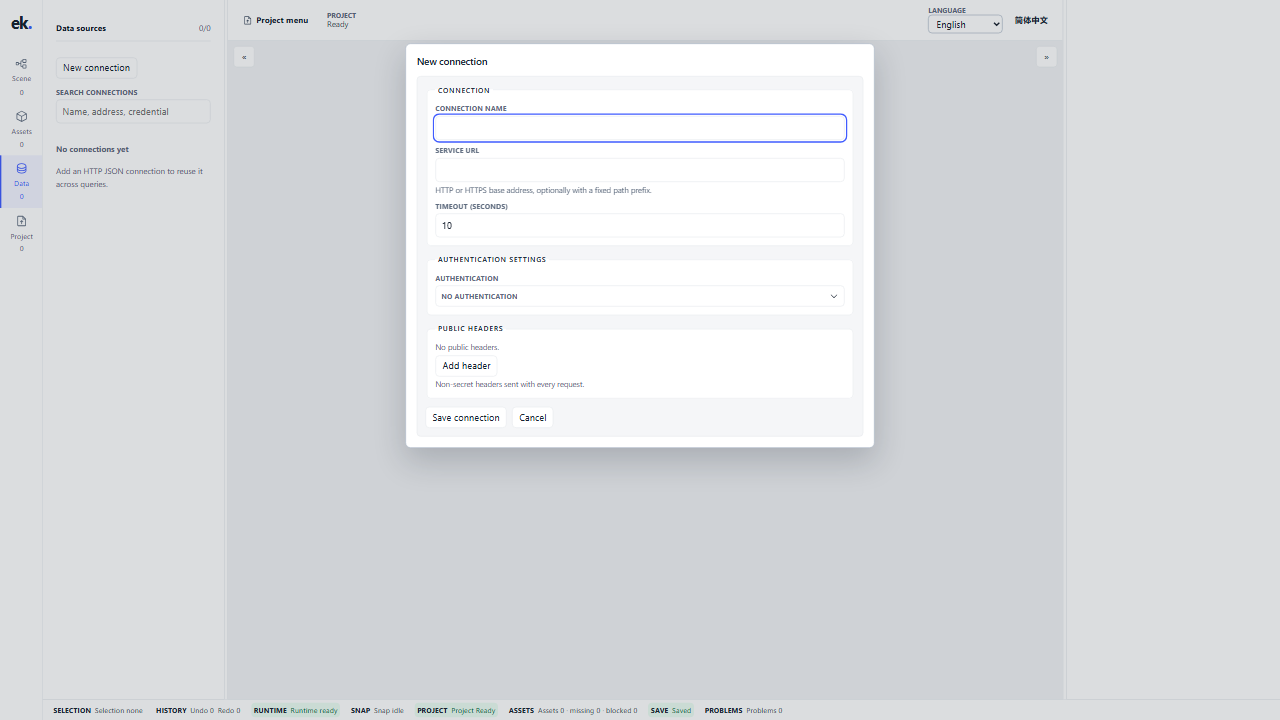 ek.
Scene
0
Assets
0
Data
0
Project
0
Data sources 0/0
New connection
SEARCH CONNECTIONS
Name, address, credential
No connections yet
Add an HTTP JSON connection to reuse it
across queries.
Project menu
PROJECT
Ready
LANGUAGE
English
简体中文
«
»
New connection
CONNECTION
CONNECTION NAME
SERVICE URL
HTTP or HTTPS base address, optionally with a fixed path prefix.
TIMEOUT (SECONDS)
10
AUTHENTICATION SETTINGS
AUTHENTICATION
NO AUTHENTICATION
PUBLIC HEADERS
No public headers.
Add header
Non-secret headers sent with every request.
Save connection Cancel
SELECTION Selection none HISTORY Undo 0 Redo 0 RUNTIME Runtime ready SNAP Snap idle PROJECT Project Ready ASSETS Assets 0 · missing 0 · blocked 0 SAVE Saved PROBLEMS Problems 0